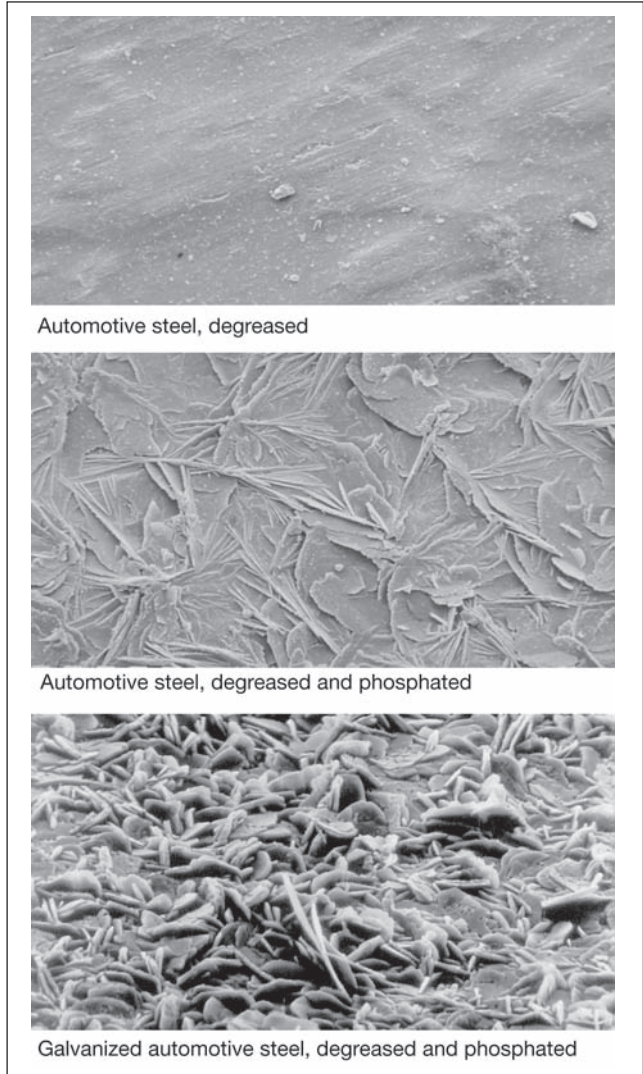 Automotive steel, degreased
Automotive steel, degreased and phosphated
Galvanized automotive steel, degreased and phosphated